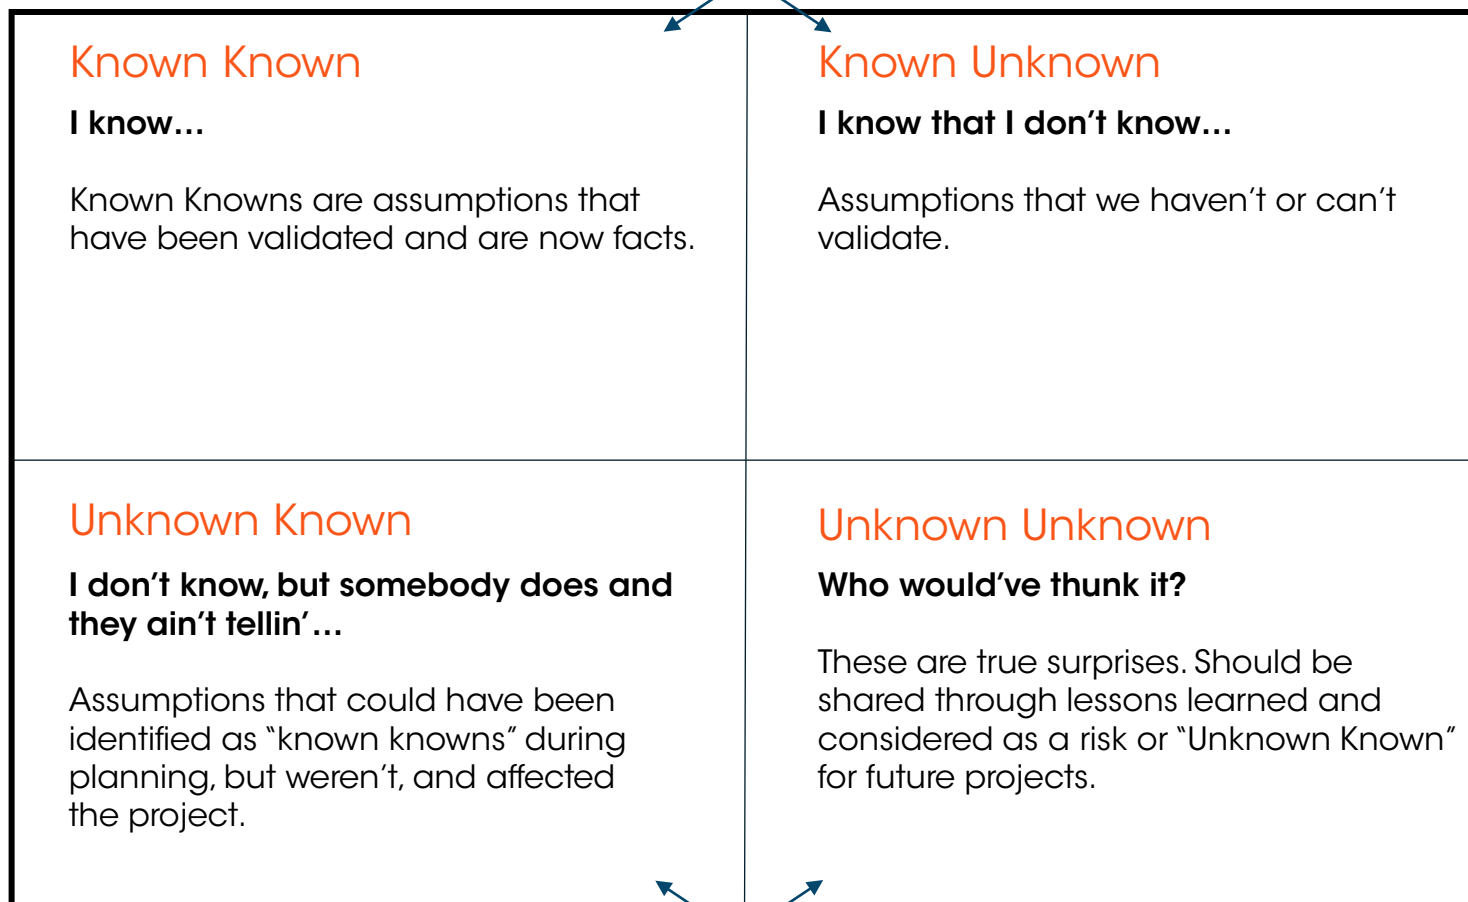 Known Known
I know…
Known Knowns are assumptions that
have been validated and are now facts.
Known Unknown
I know that I don’t know…
Assumptions that we haven’t or can’t
validate.
Unknown Known
I don’t know, but somebody does and
they ain’t tellin’…
Assumptions that could have been
identified as “known knowns” during
planning, but weren’t, and affected
the project.
Unknown Unknown
Who would’ve thunk it?
These are true surprises. Should be
shared through lessons learned and
considered as a risk or “Unknown Known”
for future projects.